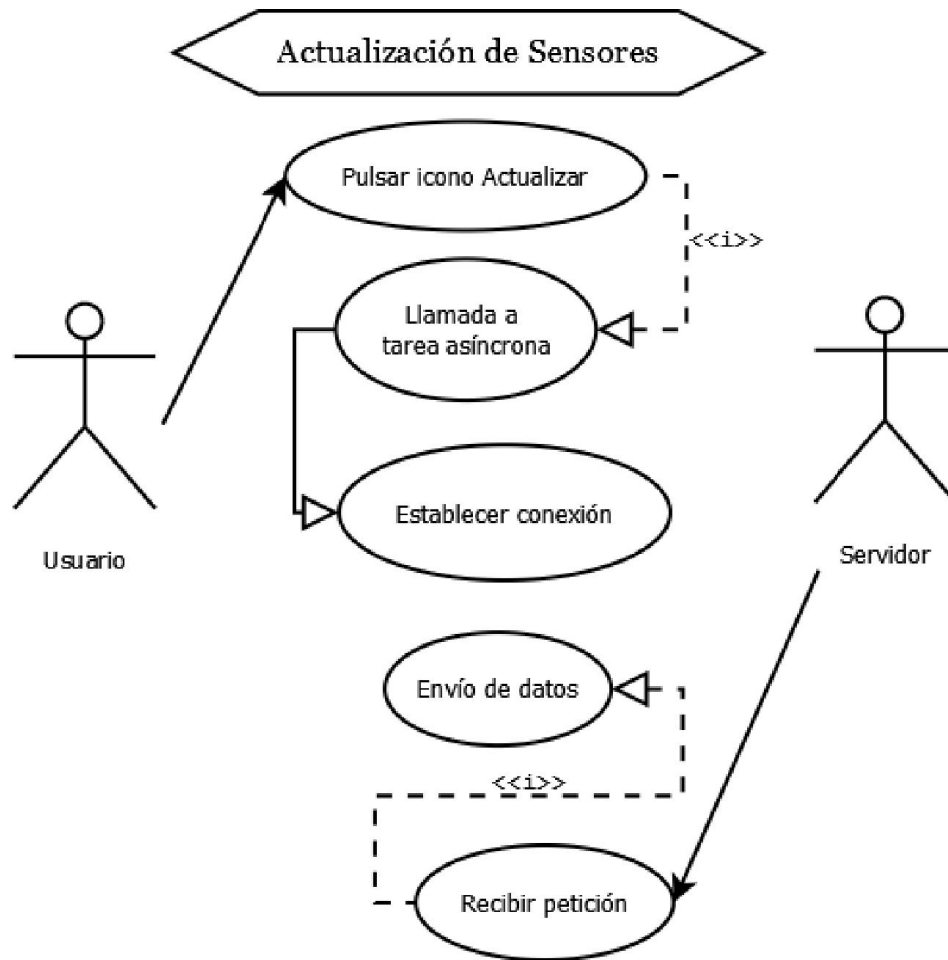 Actualización de Sensores
Pulsar icono Actualizar
<<i>>
Llamada a
tarea asíncrona
Establecer conexión
Usuario
Servidor
Envío de datos
<<i>>
Recibir petición